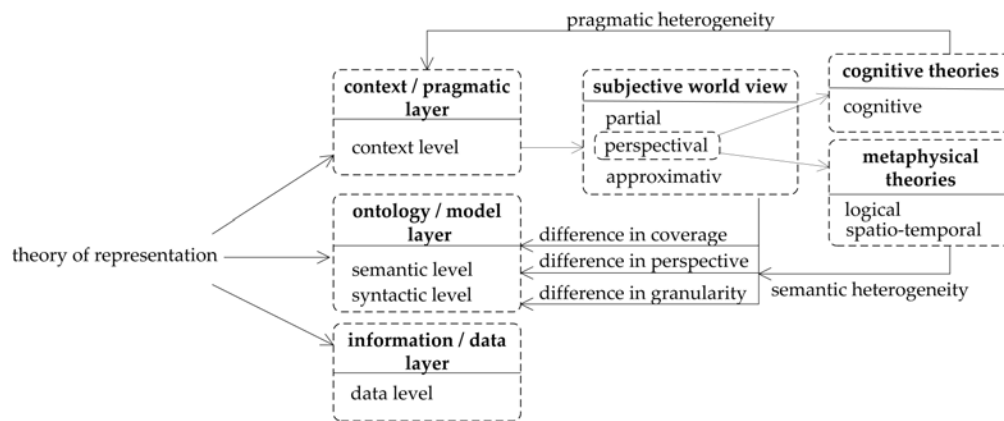 pragmatic heterogeneity
context / pragmatic
layer
context level
subjective world view
partial
perspectival
approximativ
cognitive theories
cognitive
metaphysical
theories
logical
spatio-temporal
theory of representation
ontology / model
layer
semantic level
syntactic level
difference in coverage
difference in perspective
difference in granularity
semantic heterogeneity
information / data
layer
data level